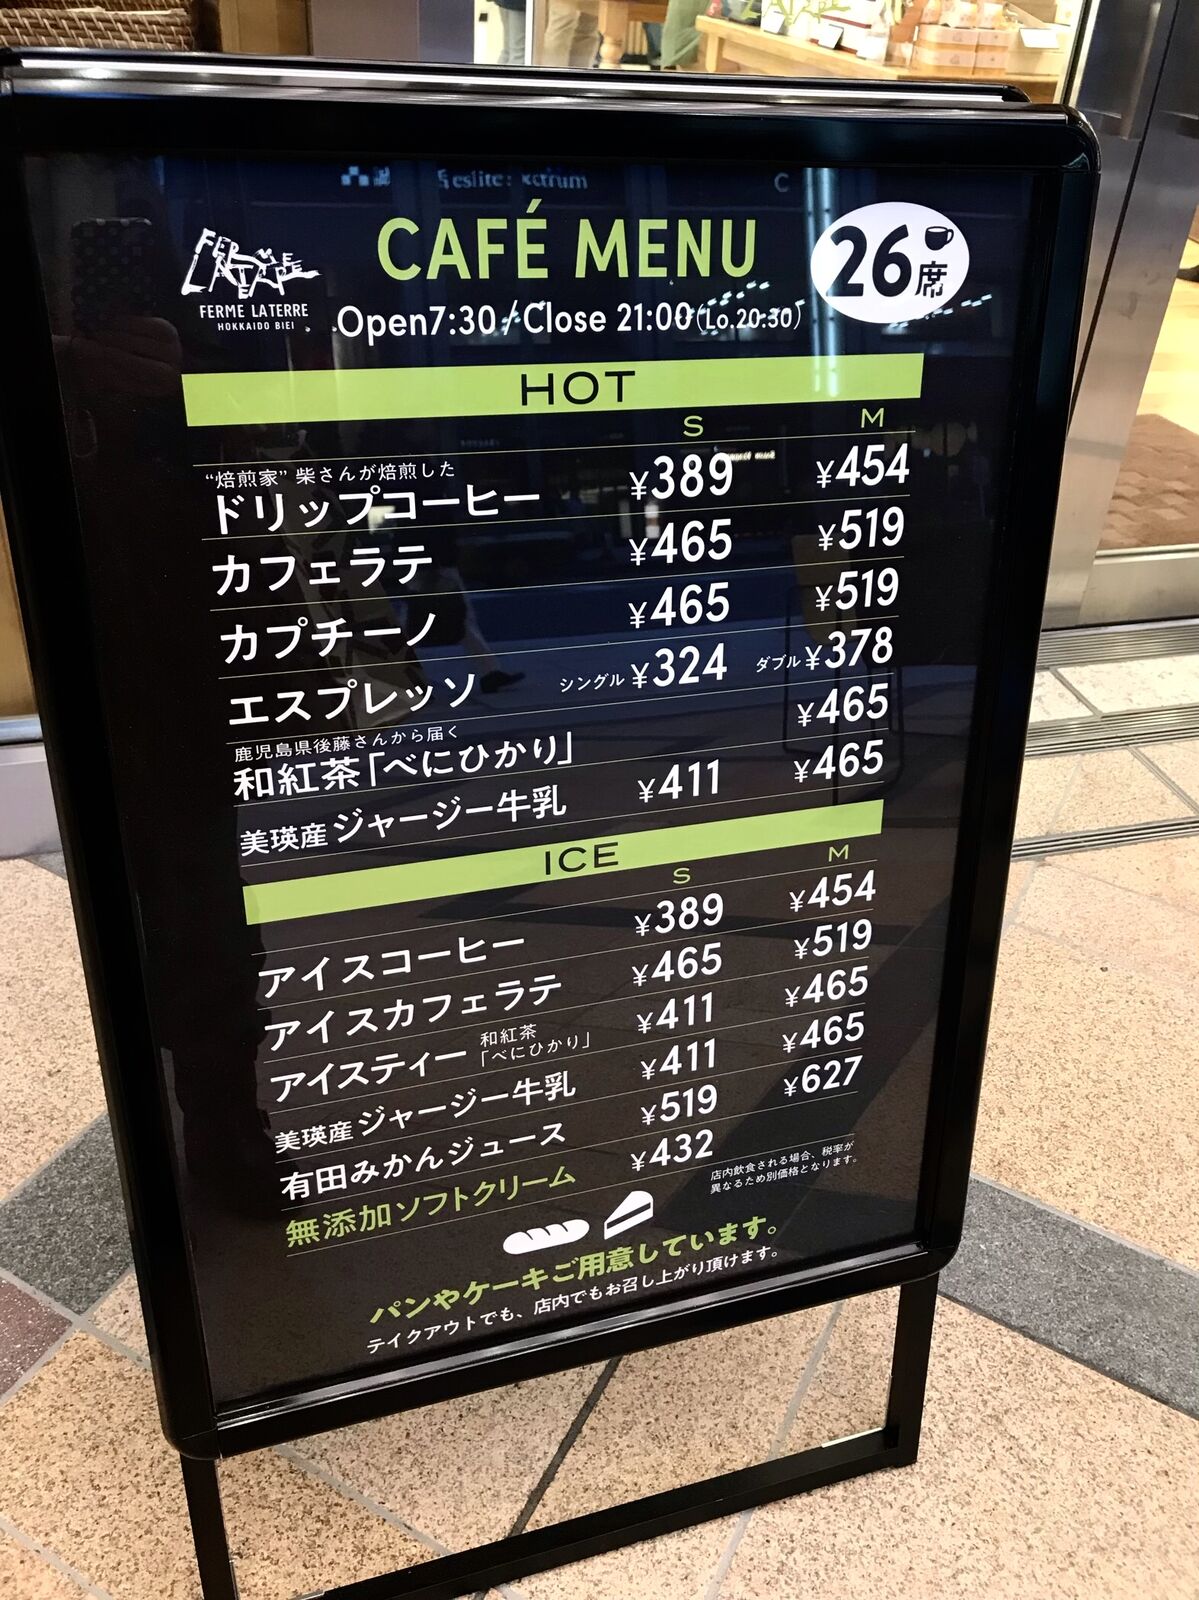 FERME LATERRE
HOKKAIDO BIEI
CAFÉ MENU
26席
Open7:30 / Close 21:00(Lo.20:30)
HOT
S M
“焙煎家” 柴さんが焙煎した
ドリップコーヒー ¥389 ¥454
カフェラテ ¥465 ¥519
カプチーノ ¥465 ¥519
エスプレッソ シングル ¥324 ダブル ¥378
鹿児島県後藤さんから届く
和紅茶「べにひかり」 ¥465
美瑛産 ジャージー牛乳 ¥411 ¥465
ICE
S M
アイスコーヒー ¥389 ¥454
アイスカフェラテ ¥465 ¥519
アイスティー 和紅茶「べにひかり」 ¥411 ¥465
美瑛産 ジャージー牛乳 ¥411 ¥465
有田みかんジュース ¥519 ¥627
無添加ソフトクリーム ¥432
店内飲食される場合、税率が
異なるため別価格となります。
パンやケーキご用意しています。
テイクアウトでも、店内でもお召し上がり頂けます。